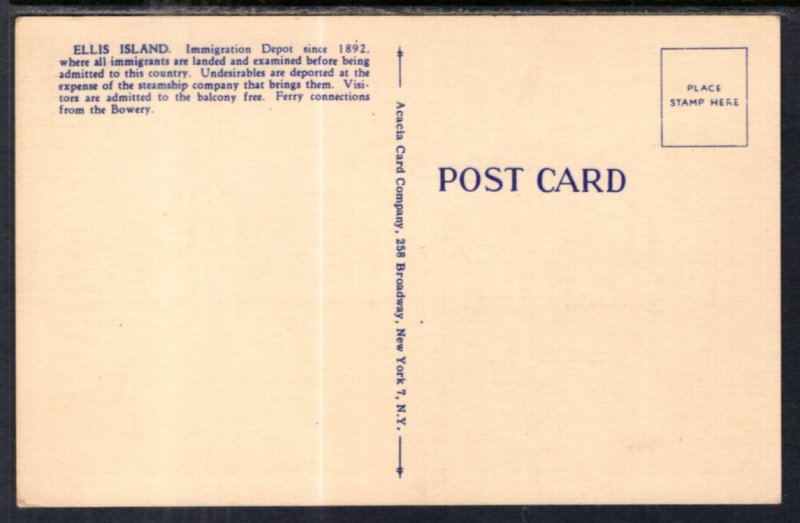 ELLIS ISLAND. Immigration Depot since 1892,
where all immigrants are landed and examined before being
admitted to this country. Undesirables are deported at the
expense of the steamship company that brings them. Visi-
tors are admitted to the balcony free. Ferry connections
from the Bowery.
Acacia Card Company, 258 Broadway, New York 7, N.Y.
PLACE
STAMP HERE
POST CARD